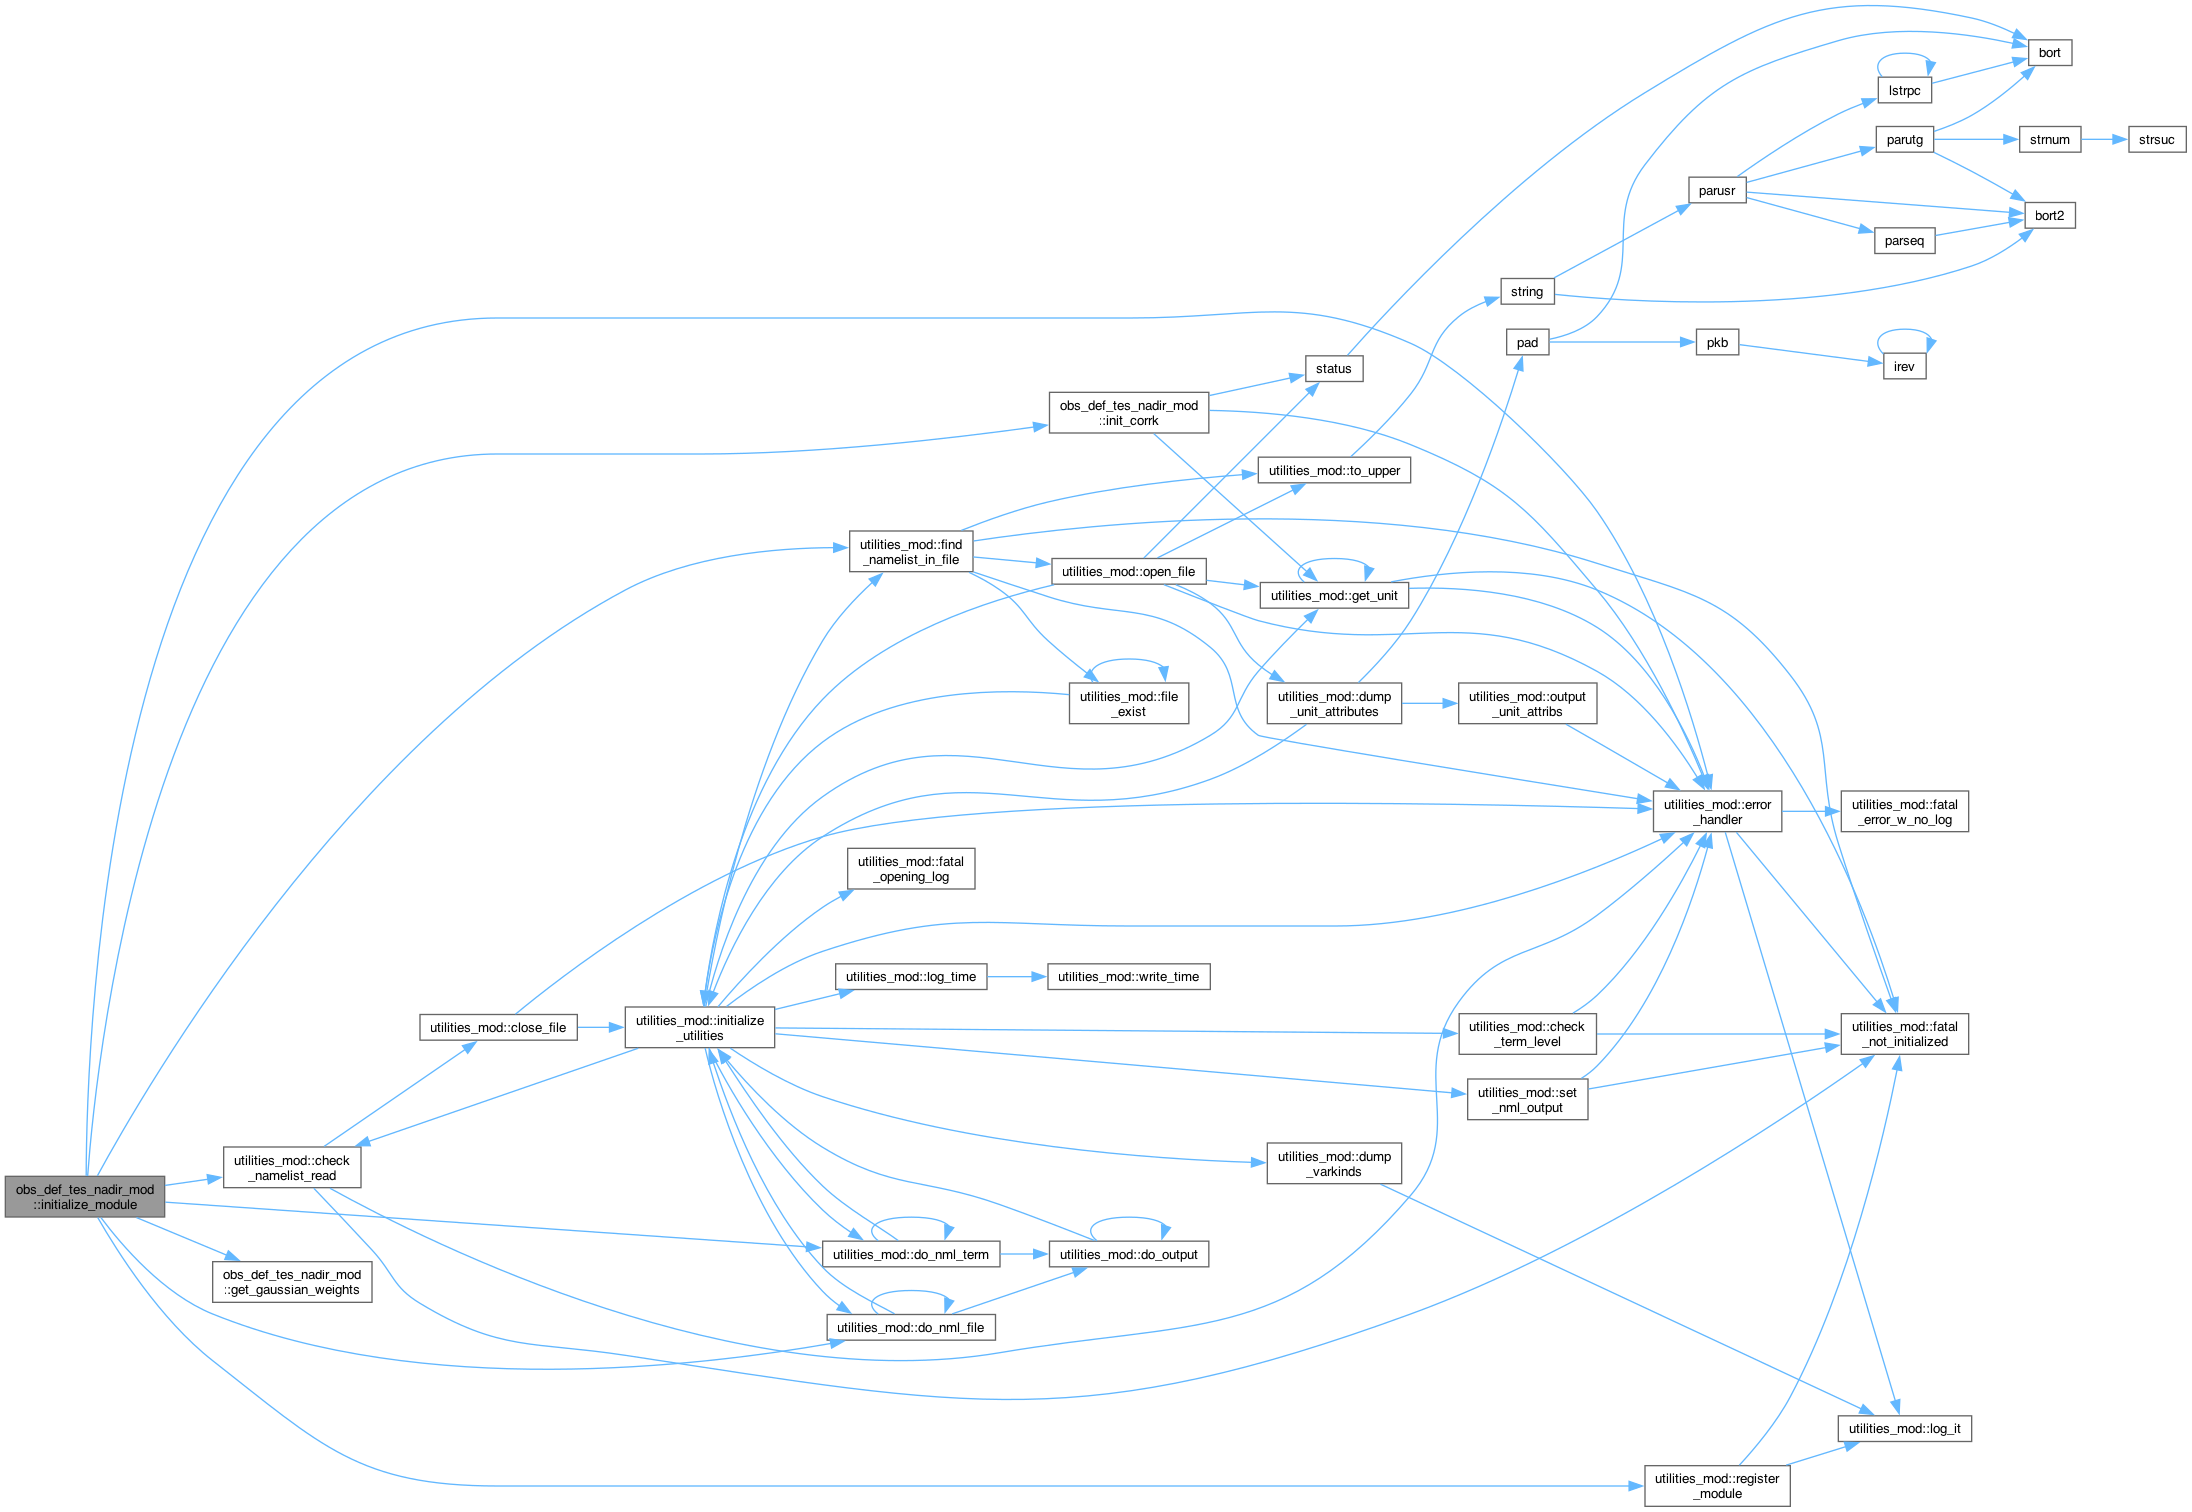 bort
lstrpc
parutg
strnum
strsuc
parusr
bort2
parseq
string
pad
pkb
irev
status
obs_def_tes_nadir_mod
::init_corrk
utilities_mod::to_upper
utilities_mod::find
_namelist_in_file
utilities_mod::open_file
utilities_mod::get_unit
utilities_mod::file
_exist
utilities_mod::dump
_unit_attributes
utilities_mod::output
_unit_attribs
utilities_mod::error
_handler
utilities_mod::fatal
_error_w_no_log
utilities_mod::fatal
_opening_log
utilities_mod::log_time
utilities_mod::write_time
utilities_mod::close_file
utilities_mod::initialize
_utilities
utilities_mod::check
_term_level
utilities_mod::fatal
_not_initialized
utilities_mod::set
_nml_output
utilities_mod::check
_namelist_read
utilities_mod::dump
_varkinds
obs_def_tes_nadir_mod
::initialize_module
utilities_mod::do_nml_term
utilities_mod::do_output
obs_def_tes_nadir_mod
::get_gaussian_weights
utilities_mod::do_nml_file
utilities_mod::log_it
utilities_mod::register
_module